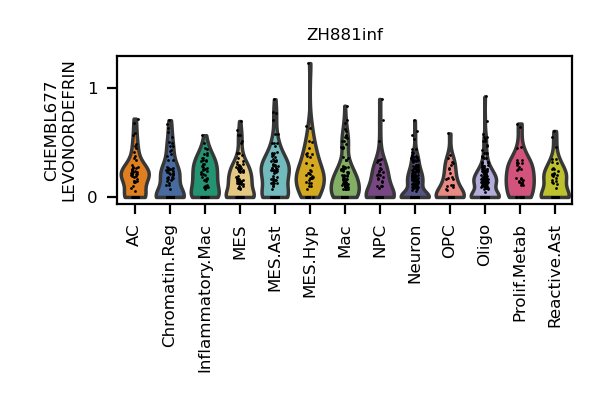 ZH881inf
CHEMBL677
LEVONORDEFRIN
1
0
AC
Chromatin.Reg
Inflammatory.Mac
MES
MES.Ast
MES.Hyp
Mac
NPC
Neuron
OPC
Oligo
Prolif.Metab
Reactive.Ast